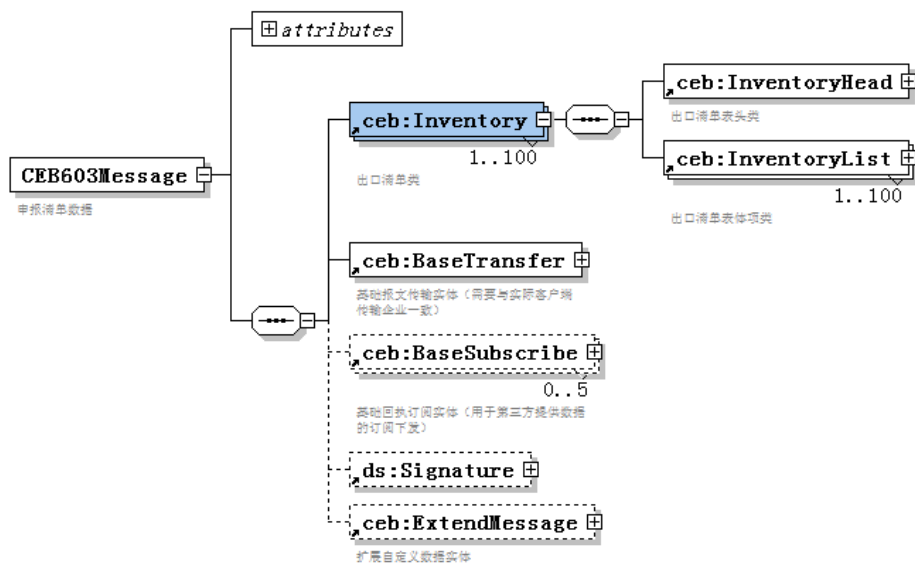 attributes
ceb:Inventory
1..100
出口清单类
ceb:InventoryHead
出口清单表头类
ceb:InventoryList
1..100
出口清单表体项类
CEB603Message
申报清单数据
ceb:BaseTransfer
基础报文传输实体（需要与实际客户端
传输企业一致）
ceb:BaseSubscribe
0..5
基础回执订阅实体（用于第三方提供数据
的订阅下发）
ds:Signature
ceb:ExtendMessage
扩展自定义数据实体